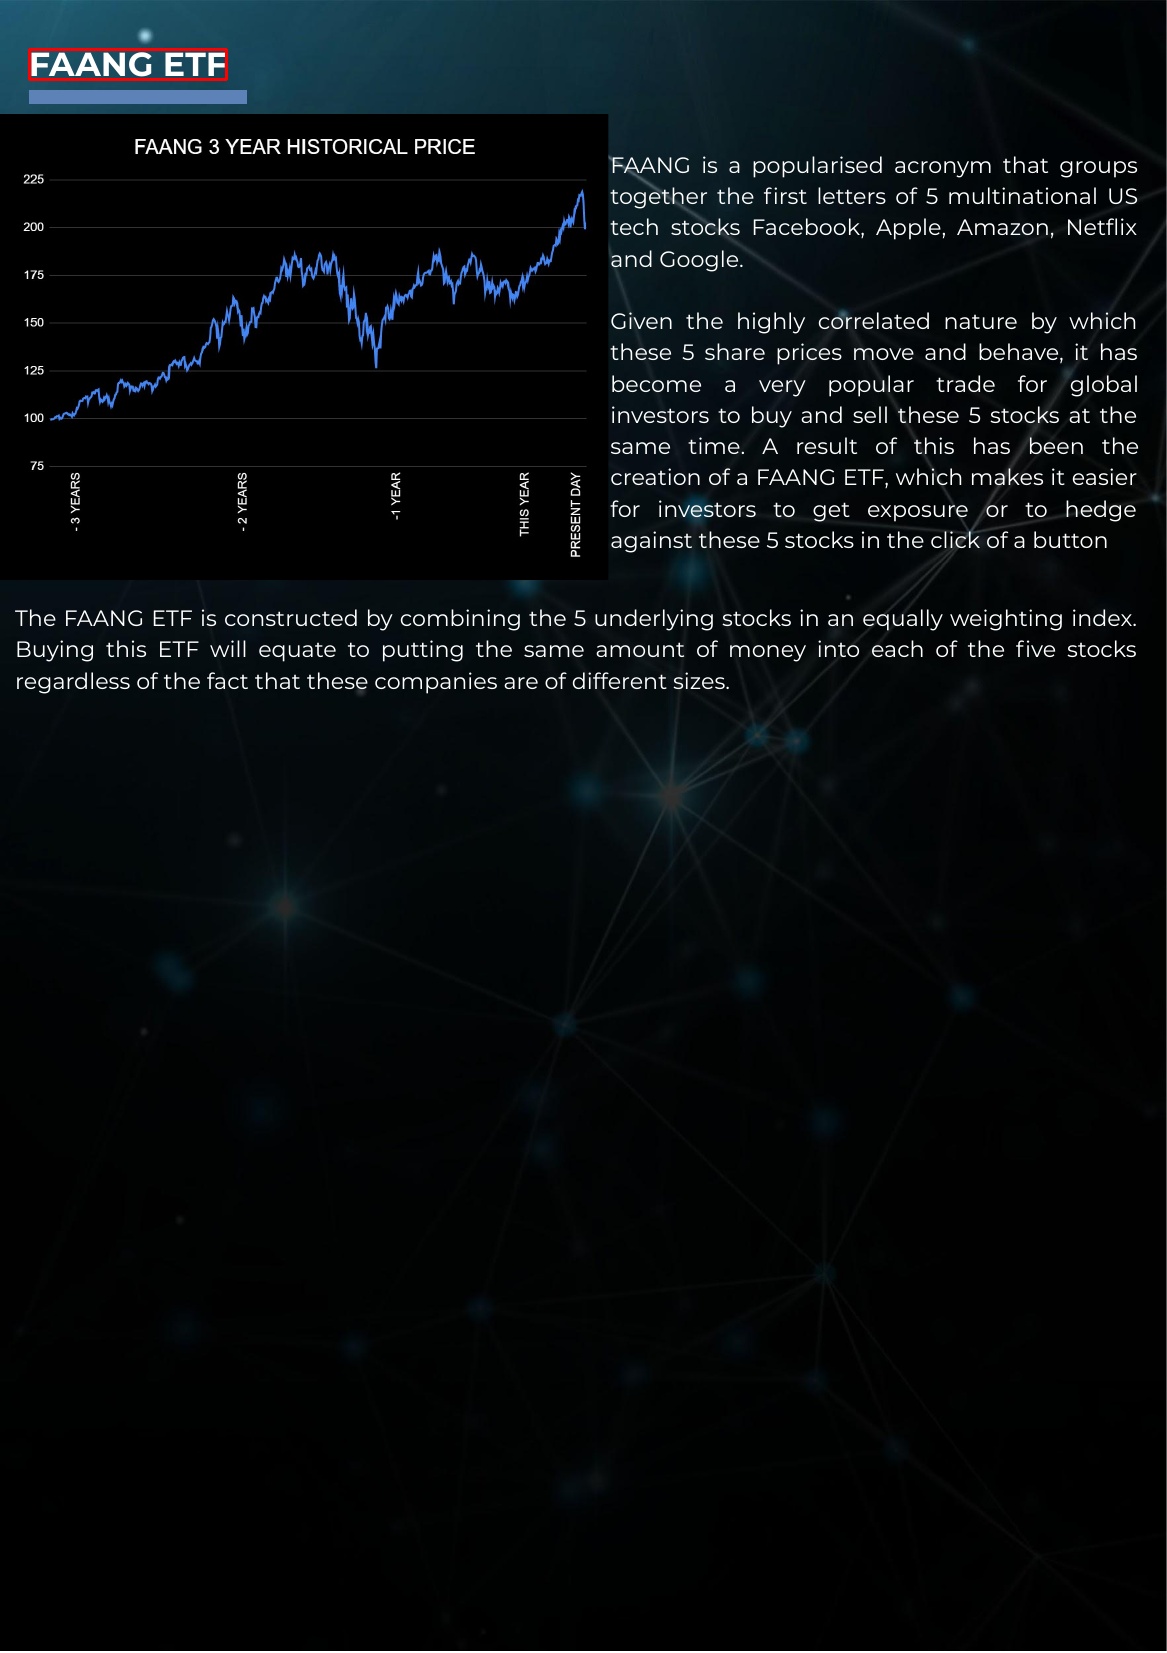 FAANG ETF
FAANG 3 YEAR HISTORICAL PRICE
225
200
175
150
125
100
75
- 3 YEARS
- 2 YEARS
-1 YEAR
THIS YEAR
PRESENT DAY
FAANG is a popularised acronym that groups
together the first letters of 5 multinational US
tech stocks Facebook, Apple, Amazon, Netflix
and Google.
Given the highly correlated nature by which
these 5 share prices move and behave, it has
become a very popular trade for global
investors to buy and sell these 5 stocks at the
same time. A result of this has been the
creation of a FAANG ETF, which makes it easier
for investors to get exposure or to hedge
against these 5 stocks in the click of a button
The FAANG ETF is constructed by combining the 5 underlying stocks in an equally weighting index.
Buying this ETF will equate to putting the same amount of money into each of the five stocks
regardless of the fact that these companies are of different sizes.